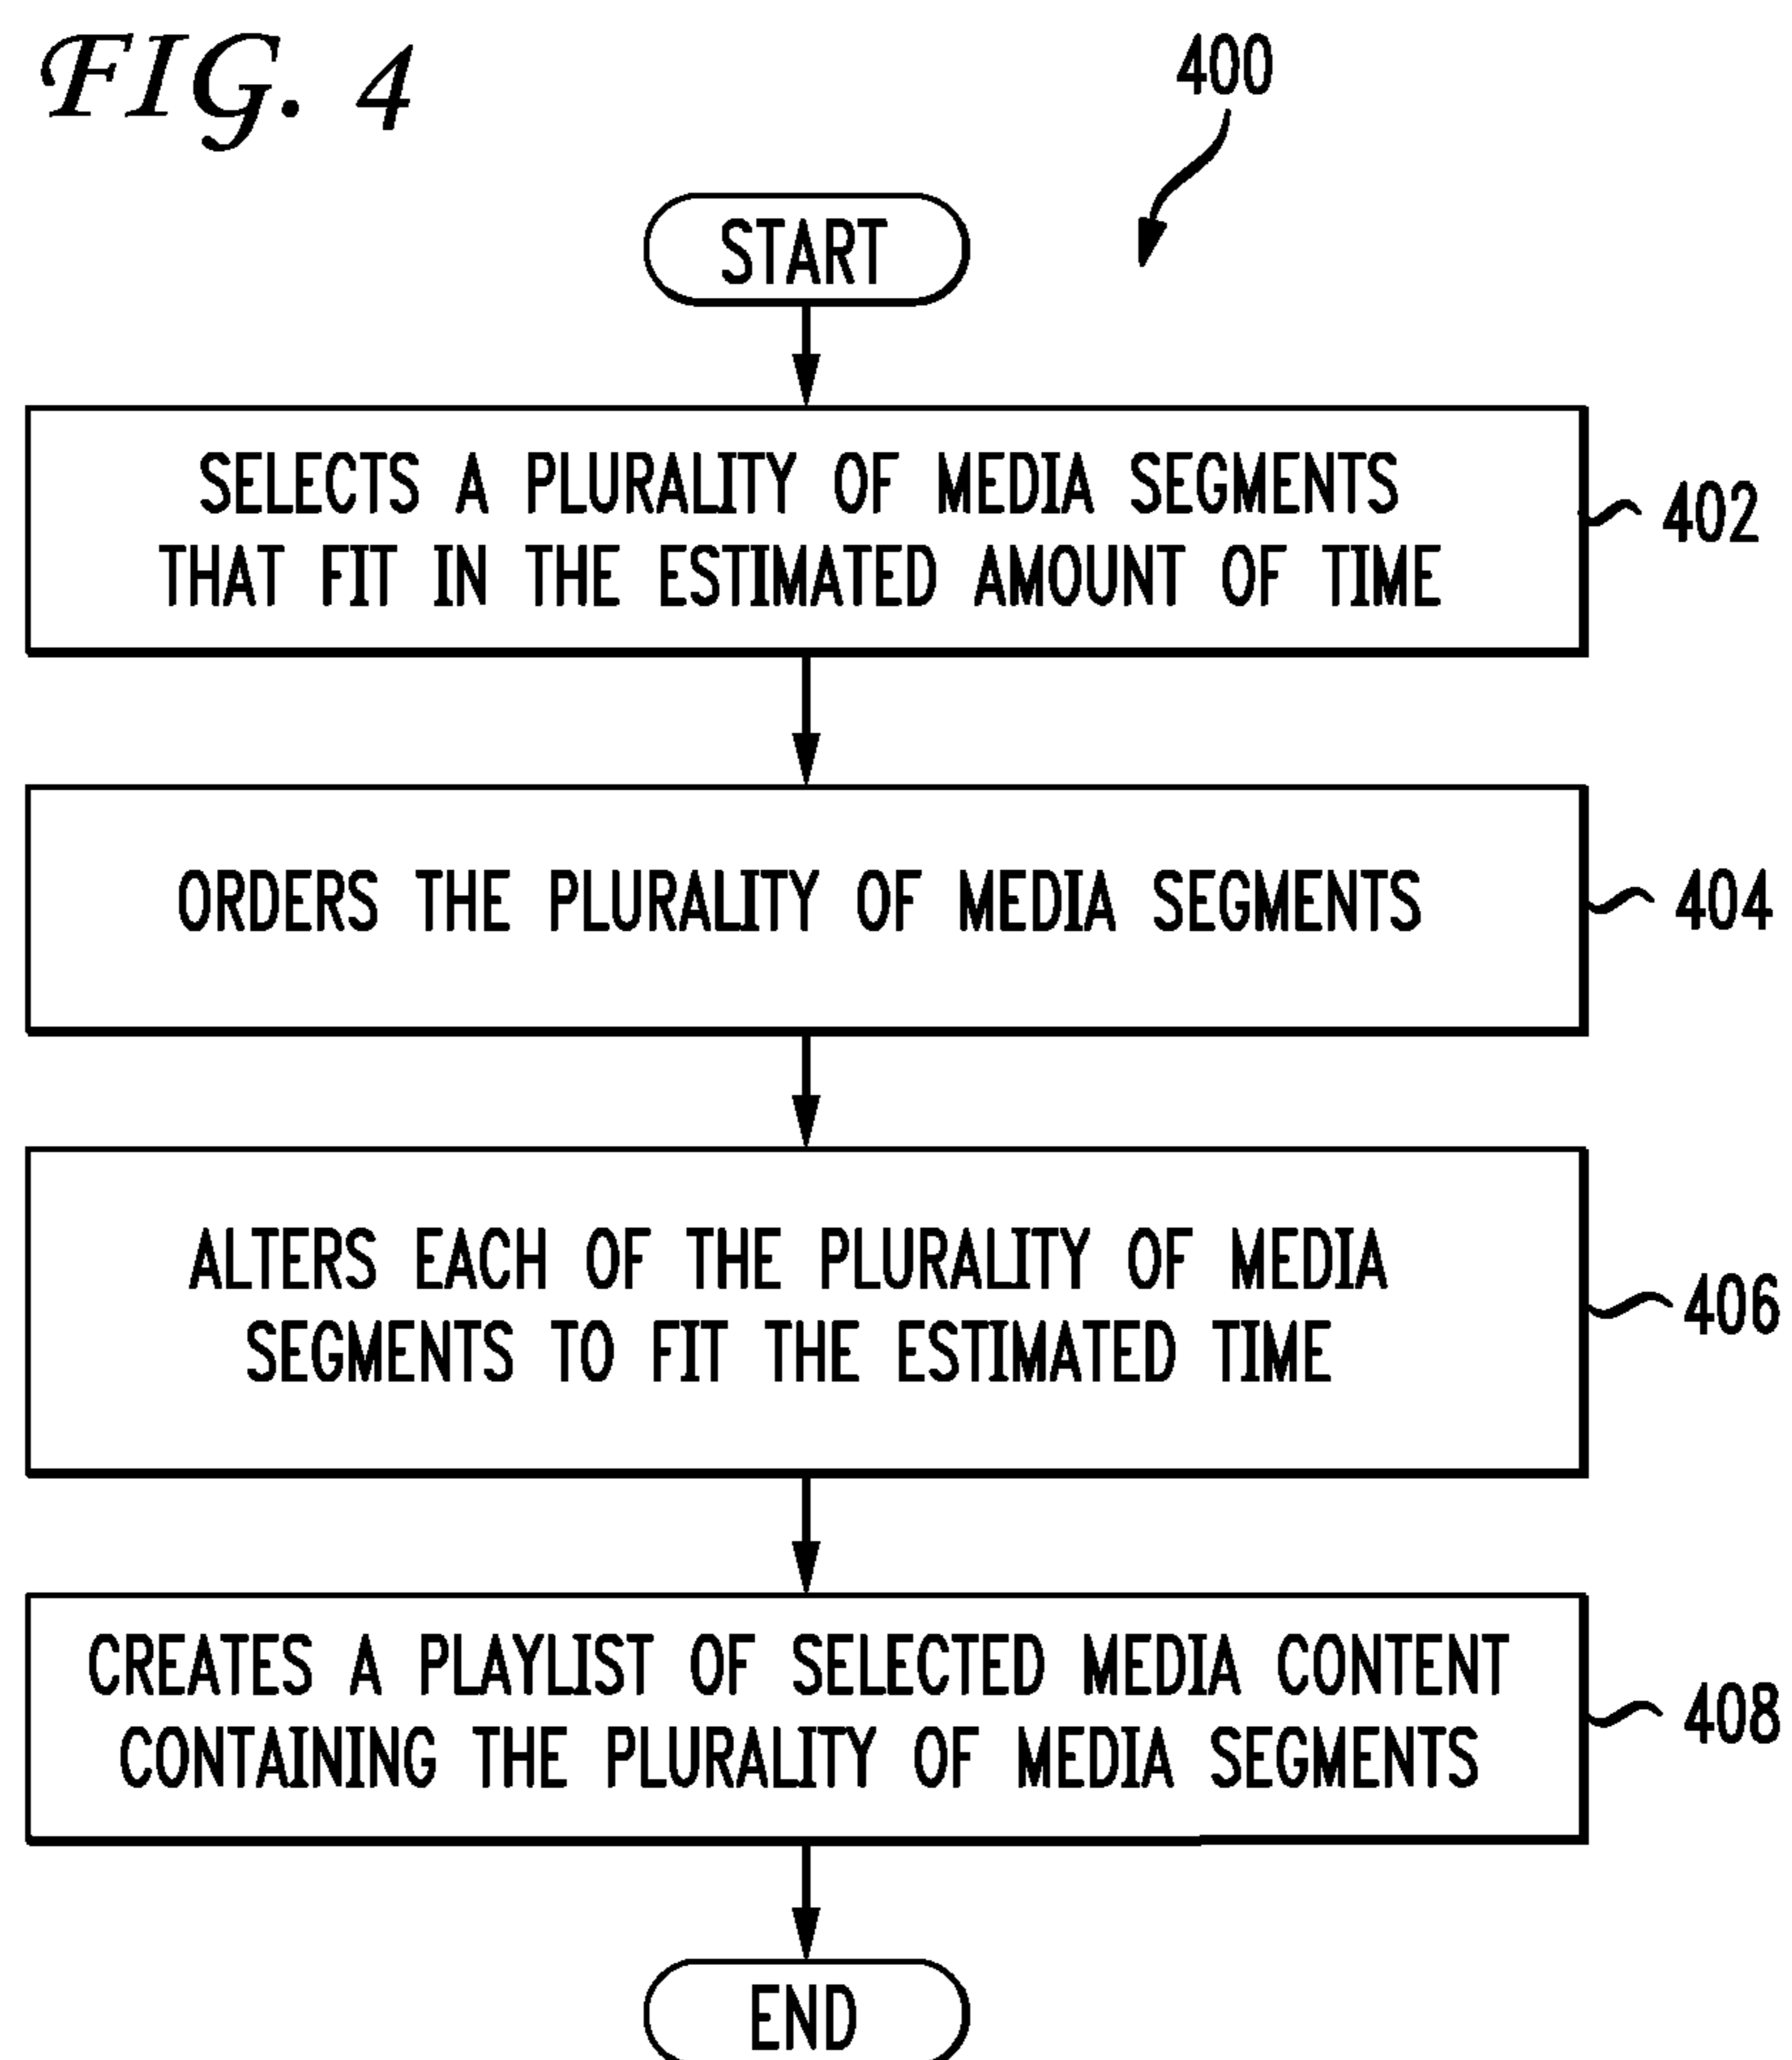 FIG. 4
400
START
SELECTS A PLURALITY OF MEDIA SEGMENTS
THAT FIT IN THE ESTIMATED AMOUNT OF TIME
402
ORDERS THE PLURALITY OF MEDIA SEGMENTS
404
ALTERS EACH OF THE PLURALITY OF MEDIA
SEGMENTS TO FIT THE ESTIMATED TIME
406
CREATES A PLAYLIST OF SELECTED MEDIA CONTENT
CONTAINING THE PLURALITY OF MEDIA SEGMENTS
408
END